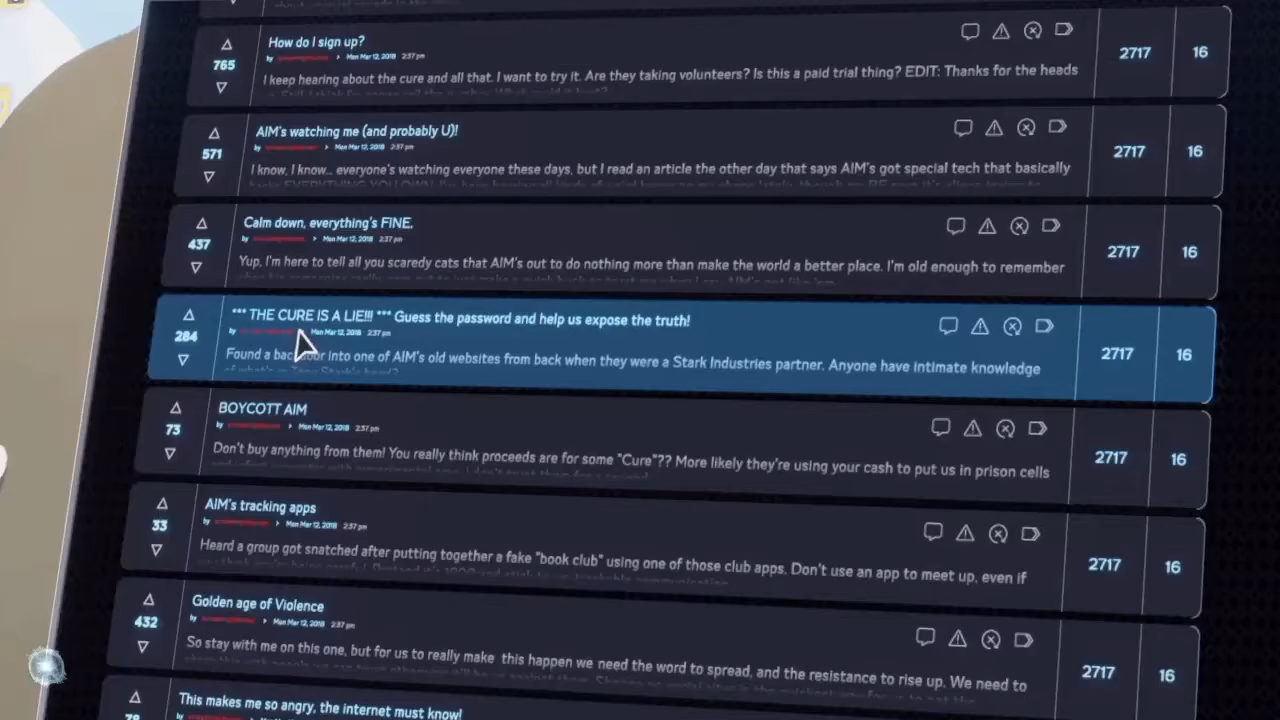 How do I sign up?
765
by
Mon Mar 12, 2018 2:37 pm
I keep hearing about the cure and all that. I want to try it. Are they taking volunteers? Is this a paid trial thing? EDIT: Thanks for the heads
2717
16
AIM's watching me (and probably U)!
571
by
Mon Mar 12, 2018 2:37 pm
I know, I know... everyone's watching everyone these days, but I read an article the other day that says AIM's got special tech that basically
2717
16
Calm down, everything's FINE.
437
by
Mon Mar 12, 2018 2:37 pm
Yup, I'm here to tell all you scaredy cats that AIM's out to do nothing more than make the world a better place. I'm old enough to remember
2717
16
*** THE CURE IS A LIE!!! *** Guess the password and help us expose the truth!
284
by
Mon Mar 12, 2018 2:37 pm
Found a backdoor into one of AIM's old websites from back when they were a Stark Industries partner. Anyone have intimate knowledge
of what's in Tony Stark's head?
2717
16
BOYCOTT AIM
73
by
Mon Mar 12, 2018 2:37 pm
Don't buy anything from them! You really think proceeds are for some "Cure"?? More likely they're using your cash to put us in prison cells
2717
16
AIM's tracking apps
33
by
Mon Mar 12, 2018 2:37 pm
Heard a group got snatched after putting together a fake "book club" using one of those club apps. Don't use an app to meet up, even if
2717
16
Golden age of Violence
432
by
Mon Mar 12, 2018 2:37 pm
So stay with me on this one, but for us to really make this happen we need the word to spread, and the resistance to rise up. We need to
2717
16
This makes me so angry, the internet must know!